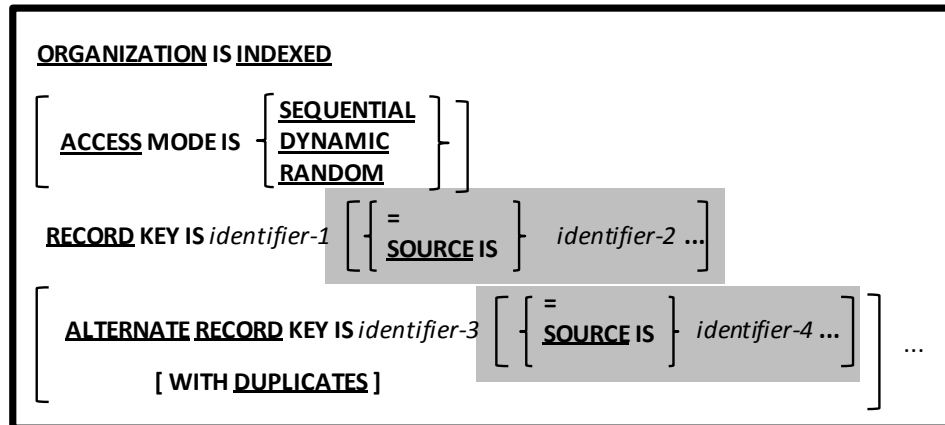 ORGANIZATION IS INDEXED
SEQUENTIAL
ACCESS MODE IS DYNAMIC
RANDOM
=
RECORD KEY IS identifier-1 SOURCE IS identifier-2 ...
=
ALTERNATE RECORD KEY IS identifier-3 SOURCE IS identifier-4 ... ...
[ WITH DUPLICATES ]